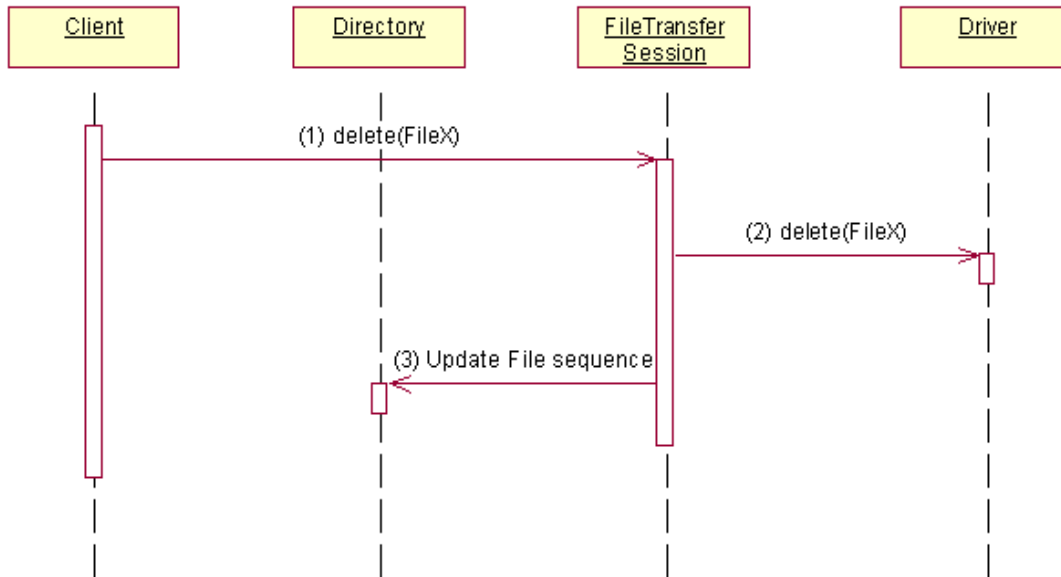 Client
Directory
FileTransfer
Session
Driver
(1) delete(FileX)
(2) delete(FileX)
(3) Update File sequence